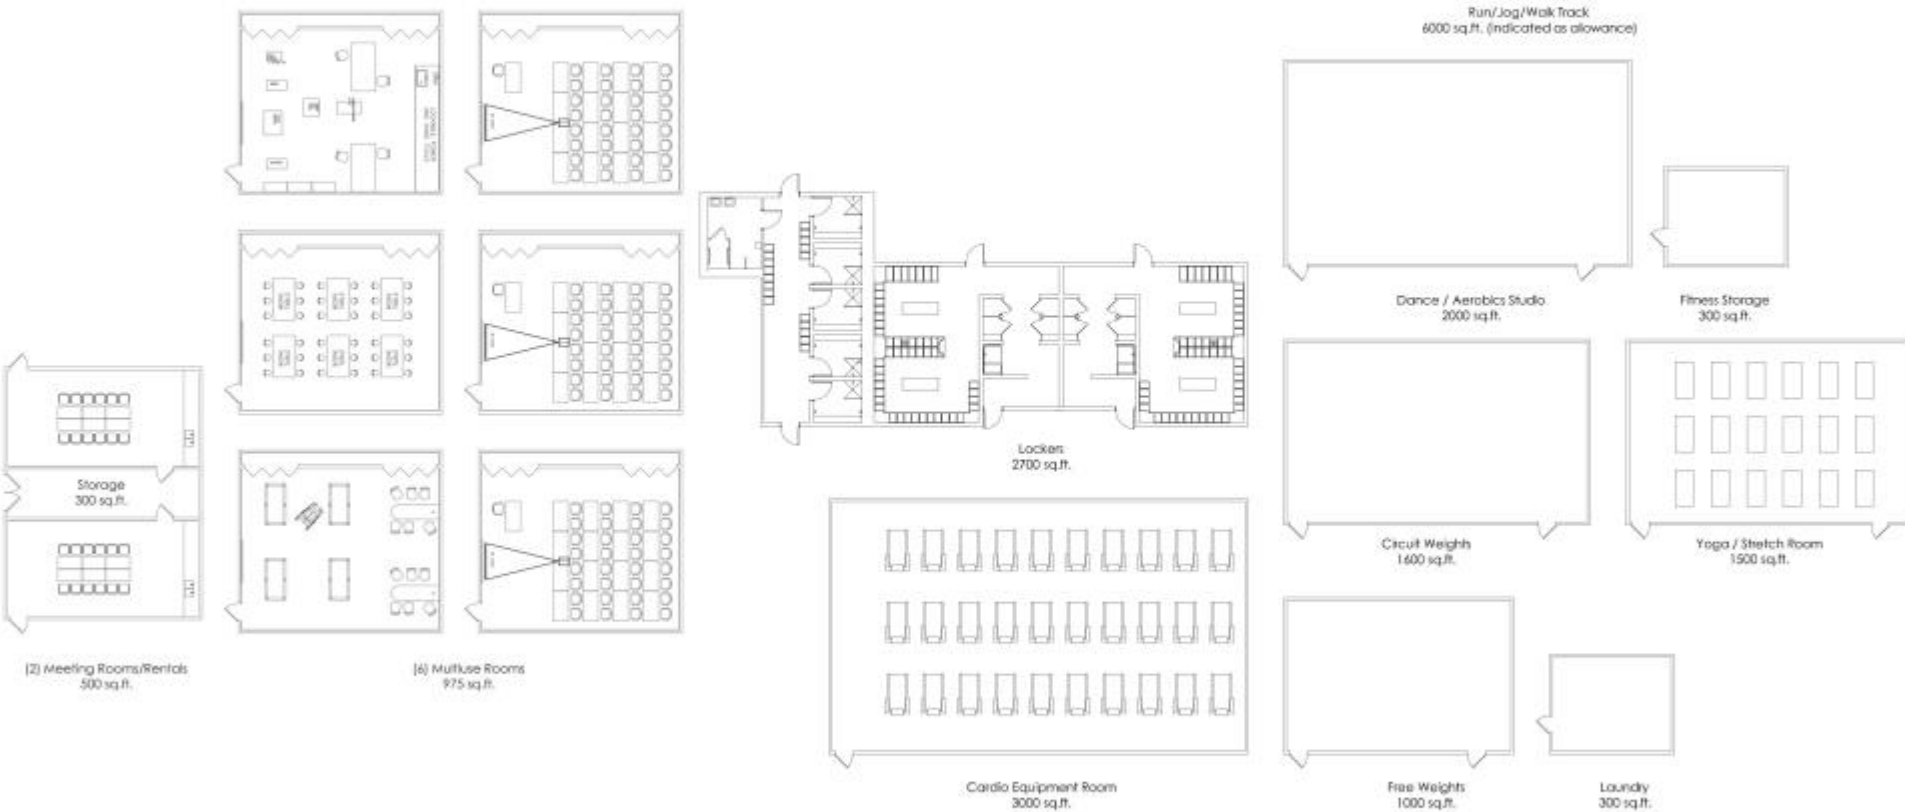 Run/Jog/Walk Track
6000 sq.ft. (indicated as allowance)
Dance / Aerobics Studio
2000 sq.ft.
Fitness Storage
300 sq.ft.
Storage
300 sq.ft.
Lockers
2700 sq.ft.
Circuit Weights
1600 sq.ft.
Yoga / Stretch Room
1500 sq.ft.
(2) Meeting Rooms/Rentals
500 sq.ft.
(6) Multiuse Rooms
975 sq.ft.
Cardio Equipment Room
3000 sq.ft.
Free Weights
1000 sq.ft.
Laundry
300 sq.ft.